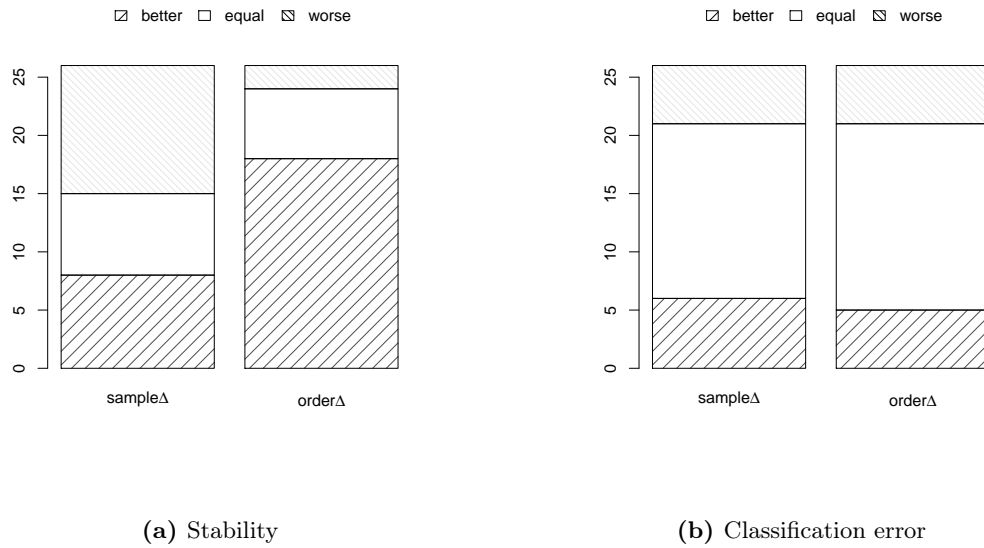 better equal worse
25
20
15
10
5
0
sampleΔ orderΔ
(a) Stability
better equal worse
25
20
15
10
5
0
sampleΔ orderΔ
(b) Classification error